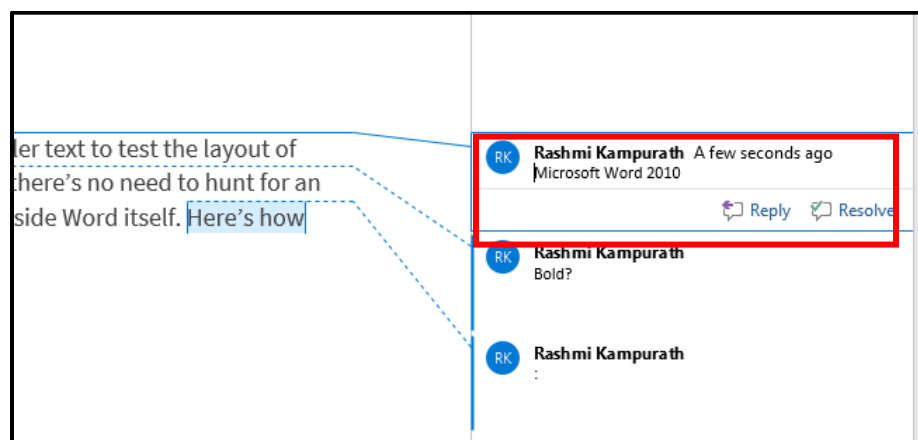 ler text to test the layout of
there's no need to hunt for an
side Word itself. Here's how
RK Rashmi Kampurath A few seconds ago
Microsoft Word 2010
Reply Resolve
RK Rashmi Kampurath
Bold?
RK Rashmi Kampurath
: